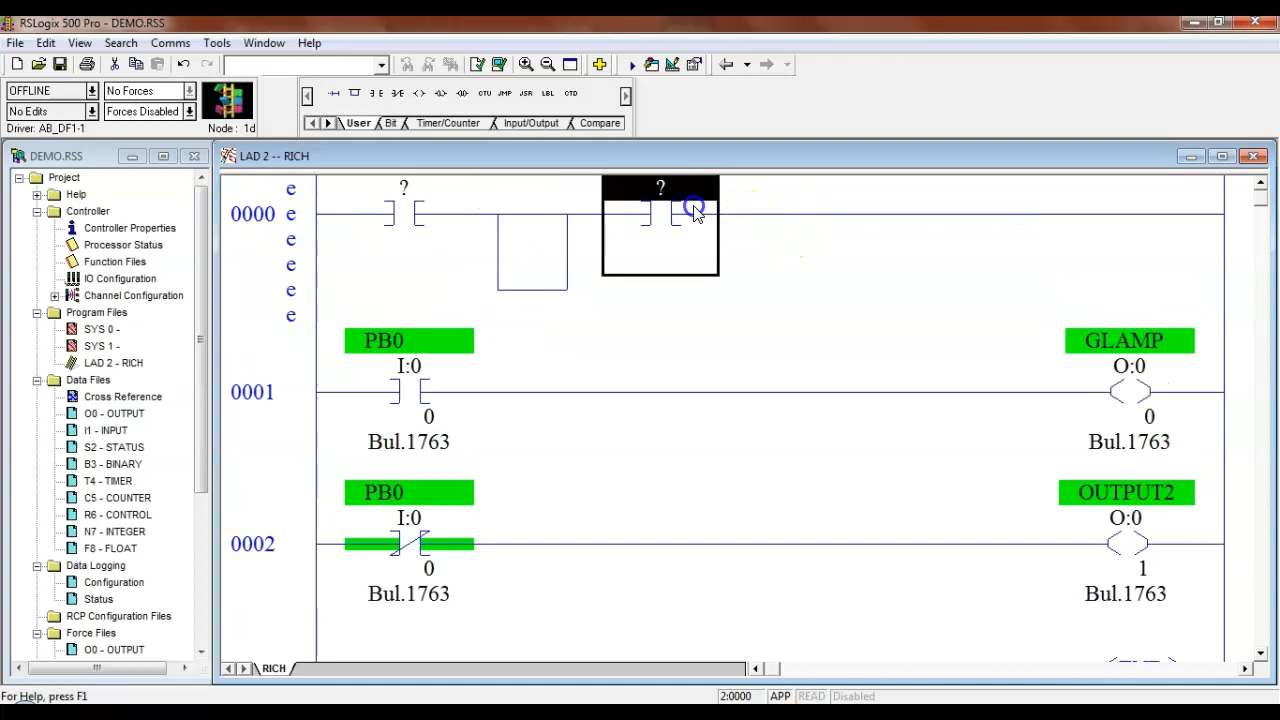 RSLogix 500 Pro - DEMO.RSS
File Edit View Search Comms Tools Window Help
OFFLINE No Forces
No Edits Forces Disabled
Driver: AB_DF1-1 Node : 1d
CTU JMP JSR LBL CTD
User Bit Timer/Counter Input/Output Compare
DEMO.RSS
Project
Help
Controller
Controller Properties
Processor Status
Function Files
IO Configuration
Channel Configuration
Program Files
SYS 0 -
SYS 1 -
LAD 2 - RICH
Data Files
Cross Reference
O0 - OUTPUT
I1 - INPUT
S2 - STATUS
B3 - BINARY
T4 - TIMER
C5 - COUNTER
R6 - CONTROL
N7 - INTEGER
F8 - FLOAT
Data Logging
Configuration
Status
RCP Configuration Files
Force Files
O0 - OUTPUT
LAD 2 -- RICH
e ? ?
0000 e
e
e
e
e
PB0 GLAMP
I:0 O:0
0001
0 0
Bul.1763 Bul.1763
PB0 OUTPUT2
I:0 O:0
0002
0 1
Bul.1763 Bul.1763
RICH
For Help, press F1 2:0000 APP READ Disabled